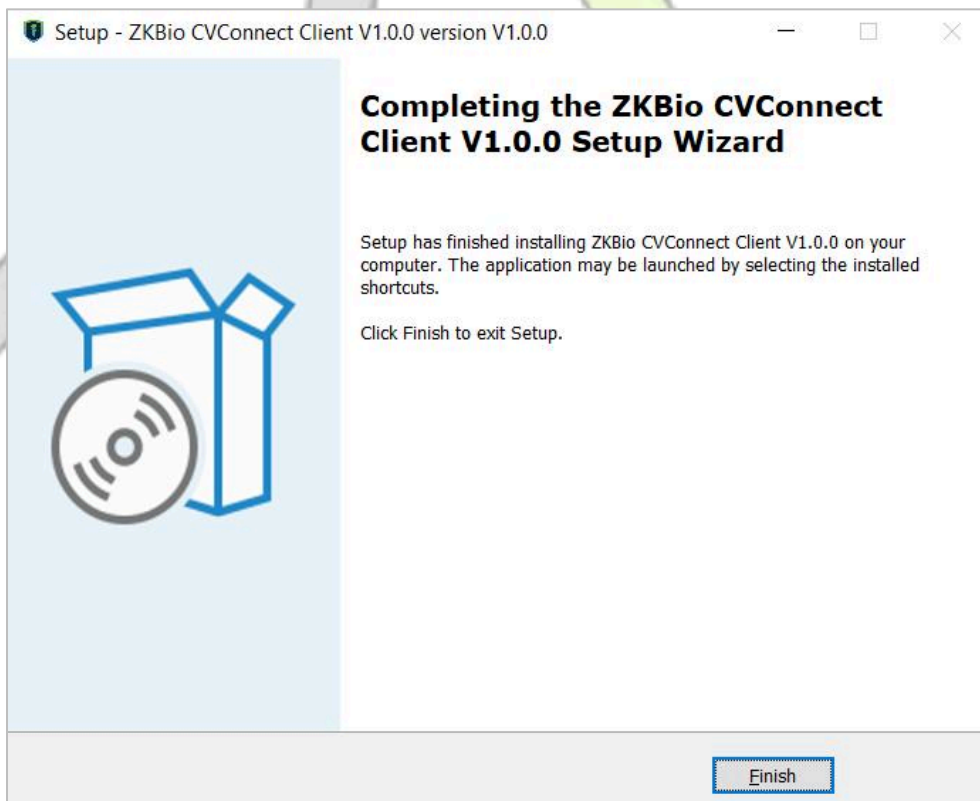 Setup - ZKBio CVConnect Client V1.0.0 version V1.0.0
Completing the ZKBio CVConnect
Client V1.0.0 Setup Wizard
Setup has finished installing ZKBio CVConnect Client V1.0.0 on your
computer. The application may be launched by selecting the installed
shortcuts.
Click Finish to exit Setup.
Finish